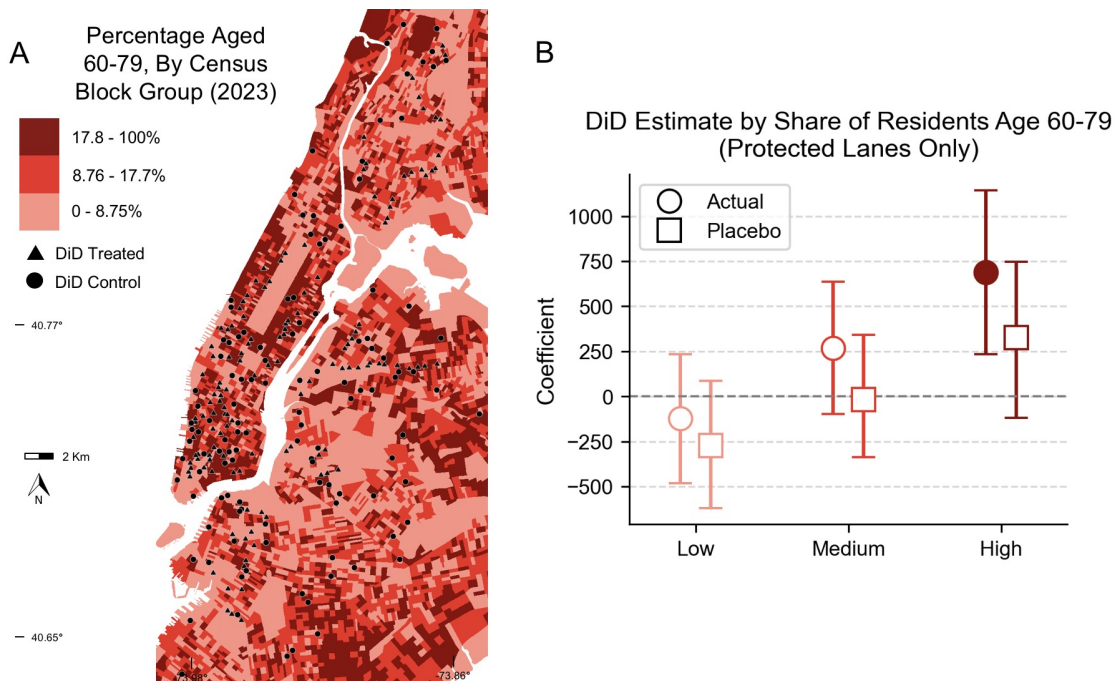 A
Percentage Aged
60-79, By Census
Block Group (2023)
17.8 - 100%
8.76 - 17.7%
0 - 8.75%
DiD Treated
DiD Control
40.77°
2 Km
N
40.65°
-73.98°
-73.86°
B
DiD Estimate by Share of Residents Age 60-79
(Protected Lanes Only)
Actual
Placebo
Coefficient
1000
750
500
250
0
−250
−500
Low
Medium
High